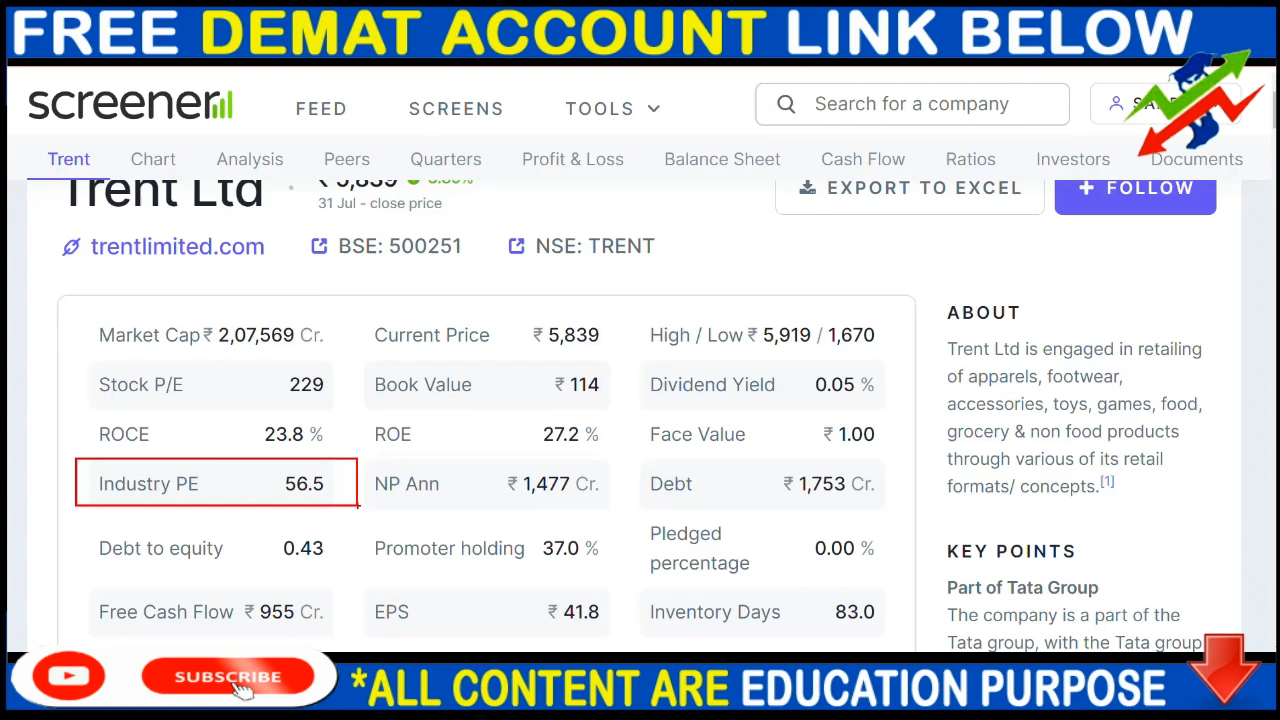 FREE DEMAT ACCOUNT LINK BELOW
screener
FEED
SCREENS
TOOLS
Search for a company
Trent
Chart
Analysis
Peers
Quarters
Profit & Loss
Balance Sheet
Cash Flow
Ratios
Investors
Documents
Trent Ltd
₹ 5,839
31 Jul - close price
EXPORT TO EXCEL
+ FOLLOW
trentlimited.com
BSE: 500251
NSE: TRENT
Market Cap ₹ 2,07,569 Cr.
Current Price ₹ 5,839
High / Low ₹ 5,919 / 1,670
Stock P/E 229
Book Value ₹ 114
Dividend Yield 0.05 %
ROCE 23.8 %
ROE 27.2 %
Face Value ₹ 1.00
Industry PE 56.5
NP Ann ₹ 1,477 Cr.
Debt ₹ 1,753 Cr.
Debt to equity 0.43
Promoter holding 37.0 %
Pledged
percentage 0.00 %
Free Cash Flow ₹ 955 Cr.
EPS ₹ 41.8
Inventory Days 83.0
ABOUT
Trent Ltd is engaged in retailing
of apparels, footwear,
accessories, toys, games, food,
grocery & non food products
through various of its retail
formats/ concepts.[1]
KEY POINTS
Part of Tata Group
The company is a part of the
Tata group, with the Tata group
SUBSCRIBE
*ALL CONTENT ARE EDUCATION PURPOSE